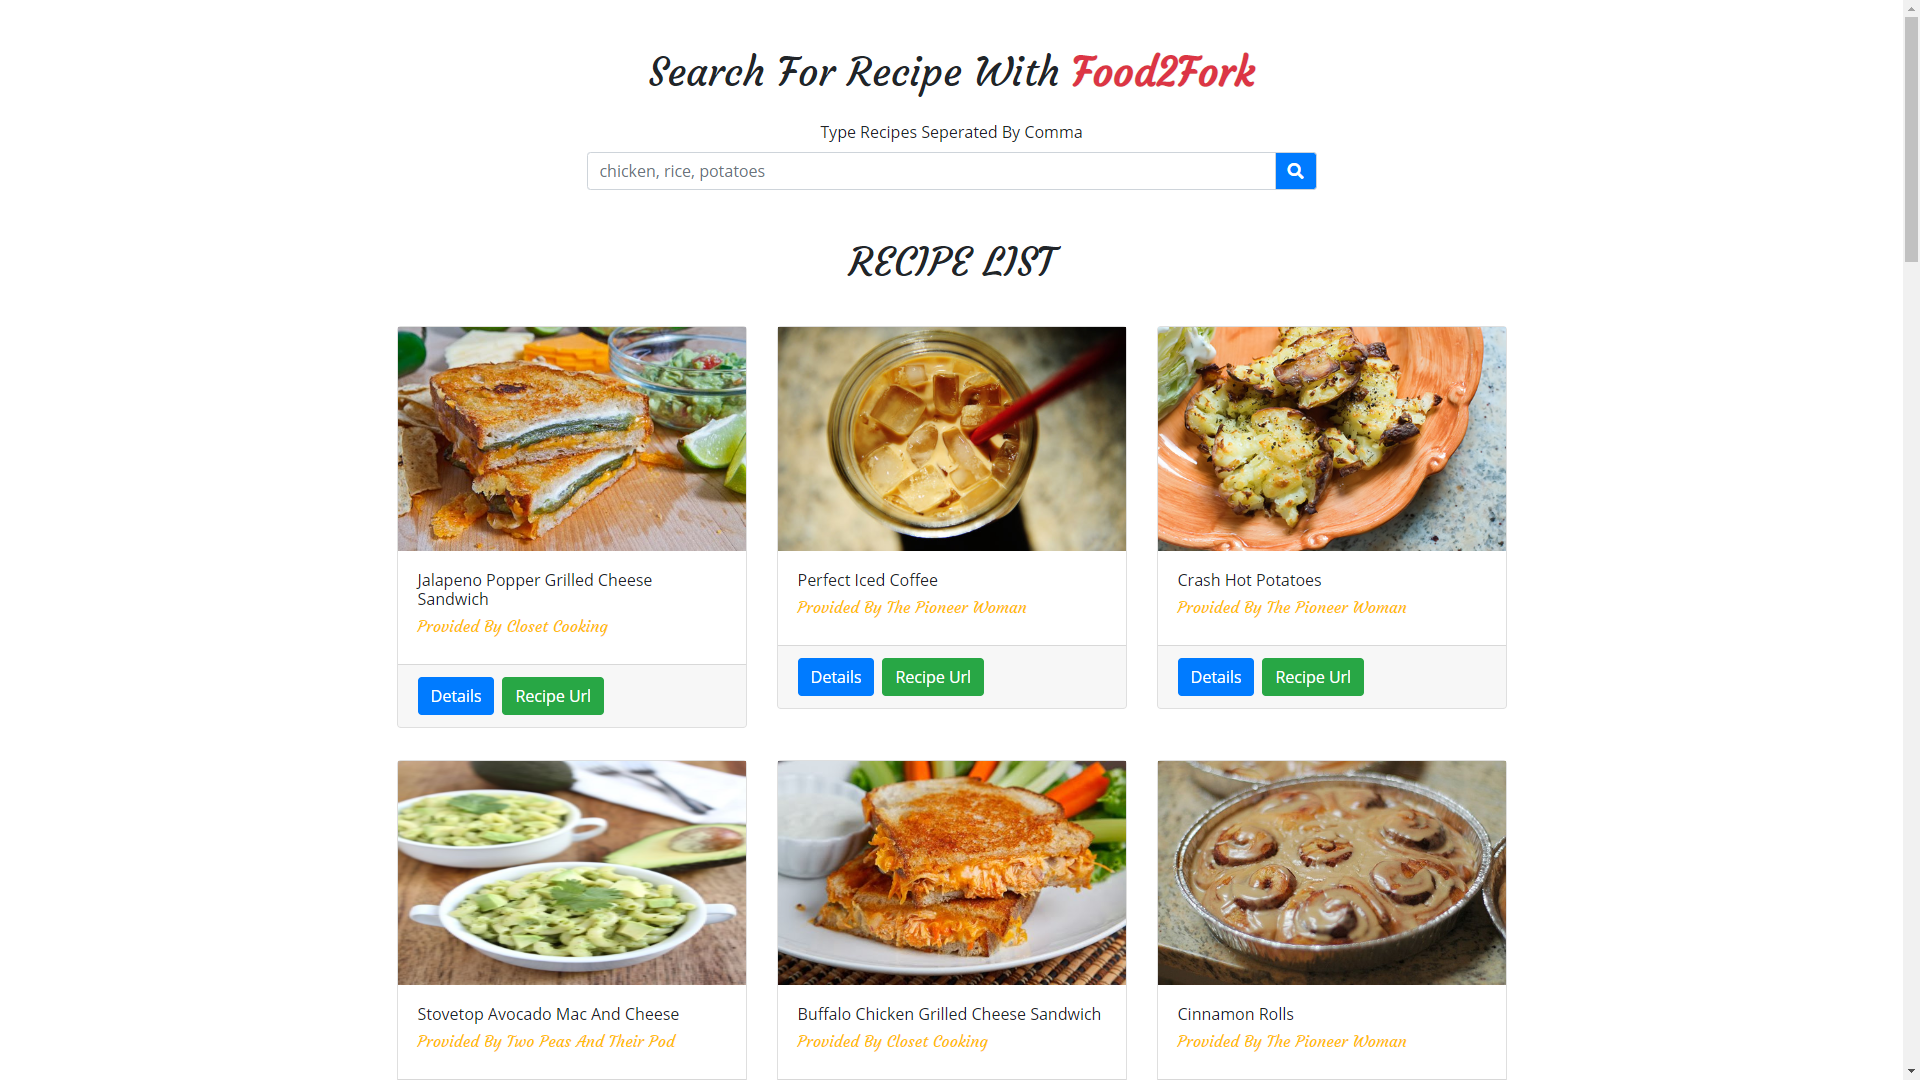 Search For Recipe With Food2Fork
Type Recipes Seperated By Comma
chicken, rice, potatoes
RECIPE LIST
Jalapeno Popper Grilled Cheese
Sandwich
Provided By Closet Cooking
Details
Recipe Url
Perfect Iced Coffee
Provided By The Pioneer Woman
Details
Recipe Url
Crash Hot Potatoes
Provided By The Pioneer Woman
Details
Recipe Url
Stovetop Avocado Mac And Cheese
Provided By Two Peas And Their Pod
Buffalo Chicken Grilled Cheese Sandwich
Provided By Closet Cooking
Cinnamon Rolls
Provided By The Pioneer Woman